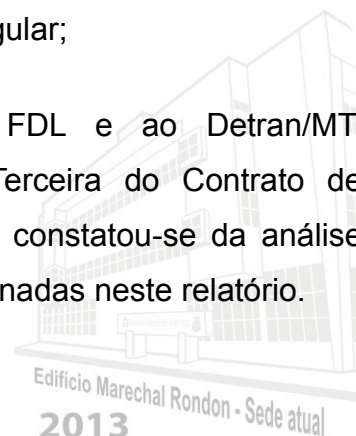 gular;
FDL e ao Detran/MT
Terceira do Contrato de
constatou-se da análise
nadas neste relatório.
Edifício Marechal Rondon - Sede atual
2013